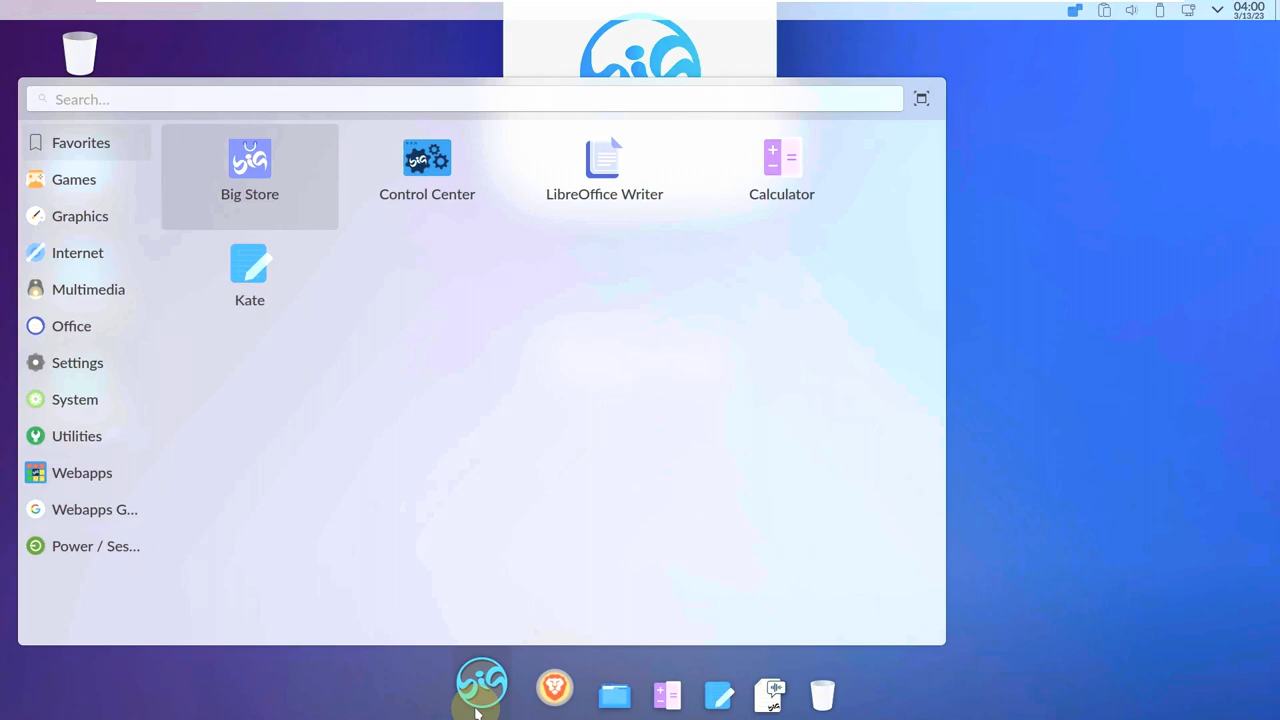 04:00
3/13/23
Search...
Favorites
Games
Graphics
Internet
Multimedia
Office
Settings
System
Utilities
Webapps
Webapps G...
Power / Ses...
Big Store
Control Center
LibreOffice Writer
Calculator
Kate